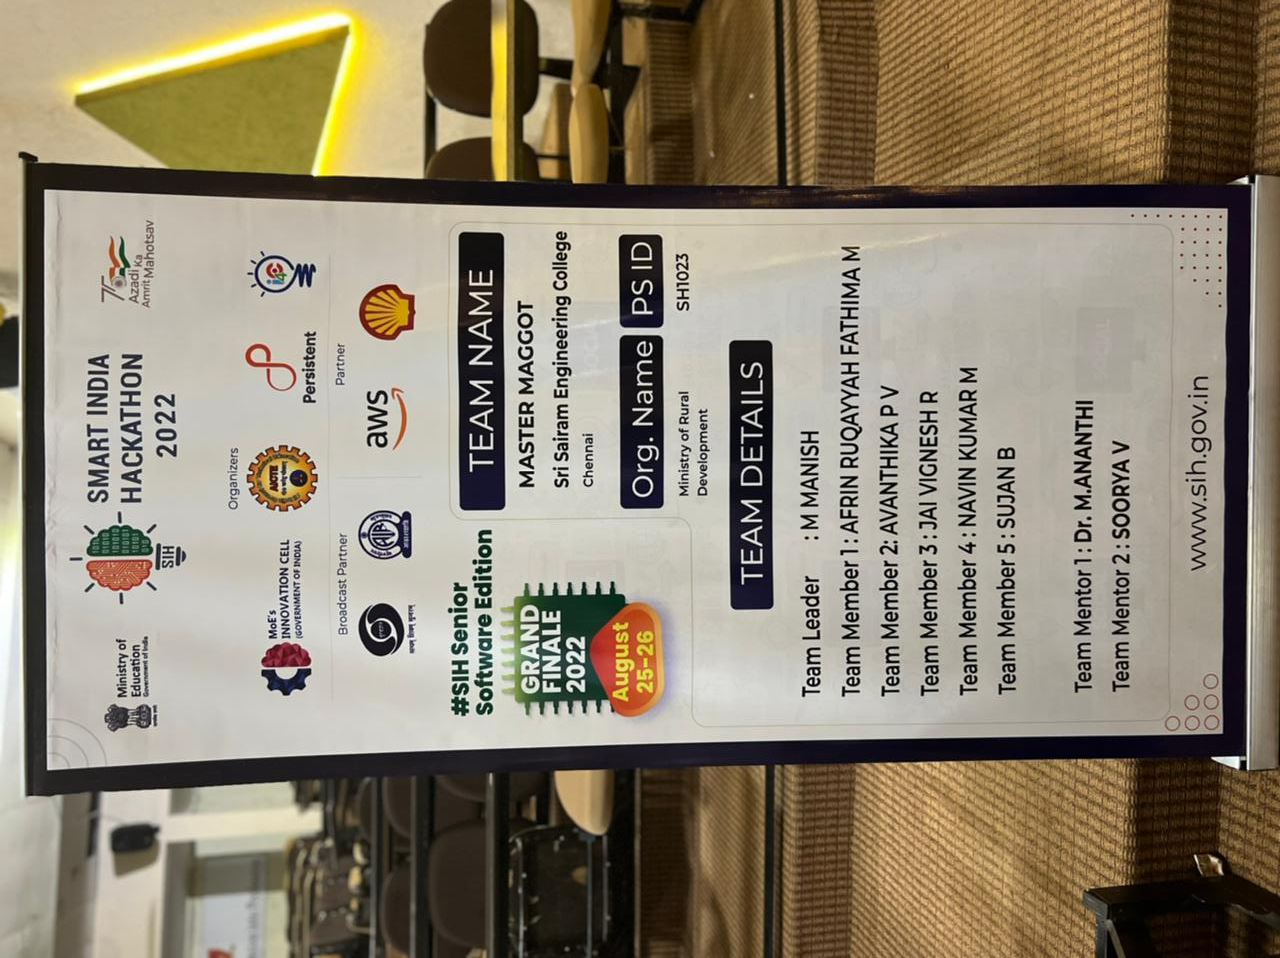 Ministry of
Education
Government of India
SIH
SMART INDIA
HACKATHON
2022
75
Azadi Ka
Amrit Mahotsav
Organizers
MoE's
INNOVATION CELL
(GOVERNMENT OF INDIA)
AICTE
Persistent
i4C
Broadcast Partner
Partner
aws
#SIH Senior
Software Edition
GRAND
FINALE
2022
August
25-26
TEAM NAME
MASTER MAGGOT
Sri Sairam Engineering College
Chennai
Org. Name
PS ID
Ministry of Rural
Development
SH1023
TEAM DETAILS
Team Leader : M MANISH
Team Member 1 : AFRIN RUQAYYAH FATHIMA M
Team Member 2: AVANTHIKA P V
Team Member 3 : JAI VIGNESH R
Team Member 4 : NAVIN KUMAR M
Team Member 5 : SUJAN B
Team Mentor 1 : Dr. M.ANANTHI
Team Mentor 2 : SOORYA V
www.sih.gov.in